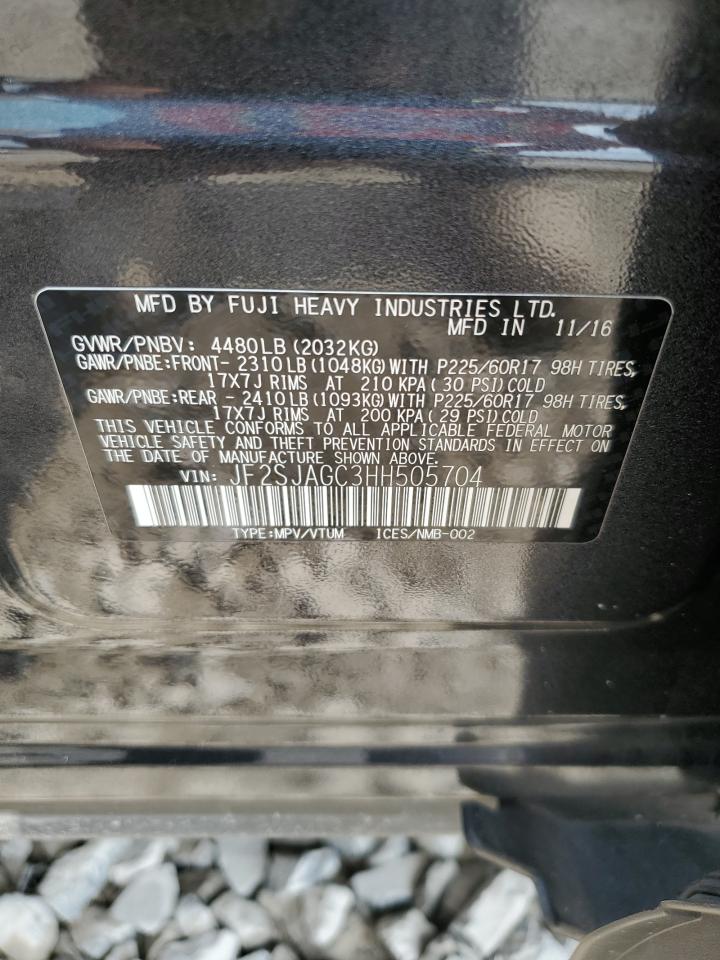 MFD BY FUJI HEAVY INDUSTRIES LTD.
MFD IN 11/16
GVWR/PNBV: 4480LB(2032KG)
GAWR/PNBE:FRONT- 2310LB(1048KG)WITH P225/60R17 98H TIRES,
17X7J RIMS AT 210 KPA( 30 PSI)COLD
GAWR/PNBE:REAR - 2410LB(1093KG)WITH P225/60R17 98H TIRES,
17X7J RIMS AT 200 KPA( 29 PSI)COLD
THIS VEHICLE CONFORMS TO ALL APPLICABLE FEDERAL MOTOR
VEHICLE SAFETY AND THEFT PREVENTION STANDARDS IN EFFECT ON
THE DATE OF MANUFACTURE SHOWN ABOVE.
VIN: JF2SJAGC3HH505704
TYPE:MPV/VTUM ICES/NMB-002